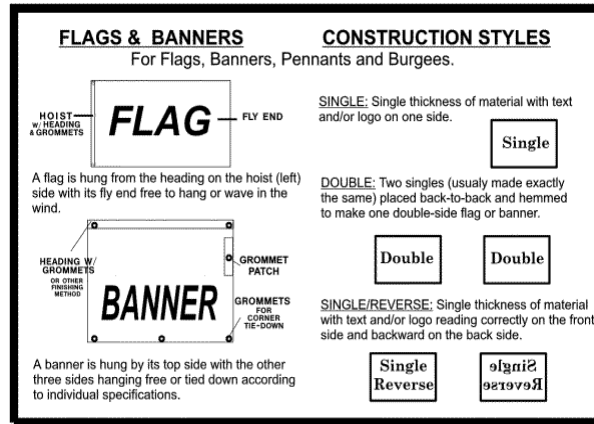 FLAGS & BANNERS
For Flags, Banners, Pennants and Burgees.
HOIST
W/ HEADING
& GROMMETS
FLAG
FLY END
A flag is hung from the heading on the hoist (left)
side with its fly end free to hang or wave in the
wind.
HEADING W/
GROMMETS
OR OTHER
FINISHING
METHOD
GROMMET
PATCH
BANNER
GROMMETS
FOR
CORNER
TIE-DOWN
A banner is hung by its top side with the other
three sides hanging free or tied down according
to individual specifications.
CONSTRUCTION STYLES
SINGLE: Single thickness of material with text
and/or logo on one side.
Single
DOUBLE: Two singles (usualy made exactly
the same) placed back-to-back and hemmed
to make one double-side flag or banner.
Double
Double
SINGLE/REVERSE: Single thickness of material
with text and/or logo reading correctly on the front
side and backward on the back side.
Single
Reverse
Single
Reverse